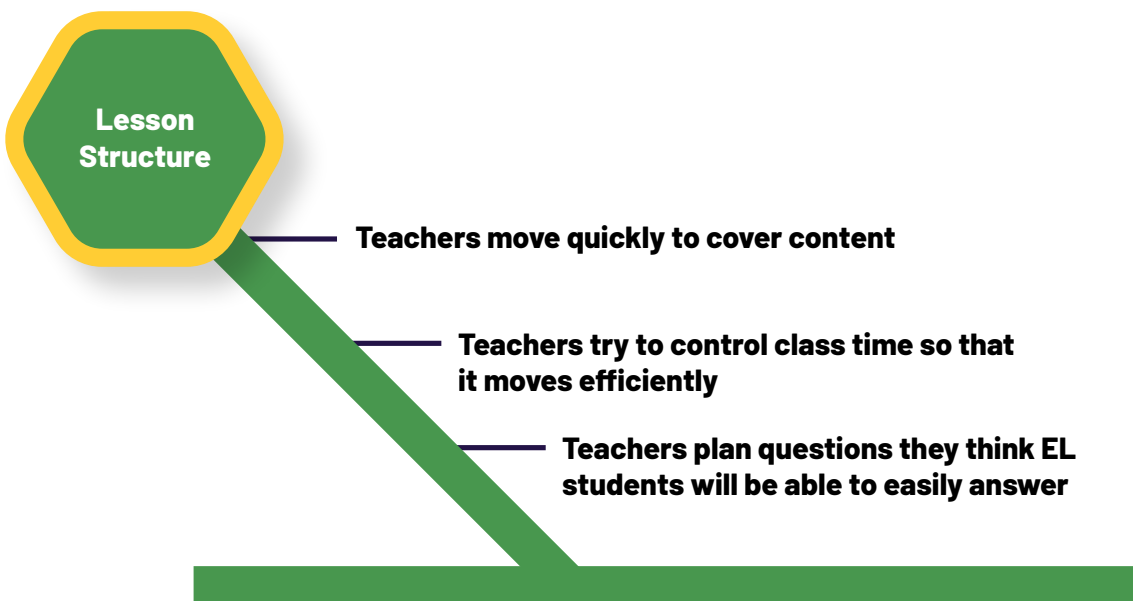 Lesson
Structure
Teachers move quickly to cover content
Teachers try to control class time so that
it moves efficiently
Teachers plan questions they think EL
students will be able to easily answer